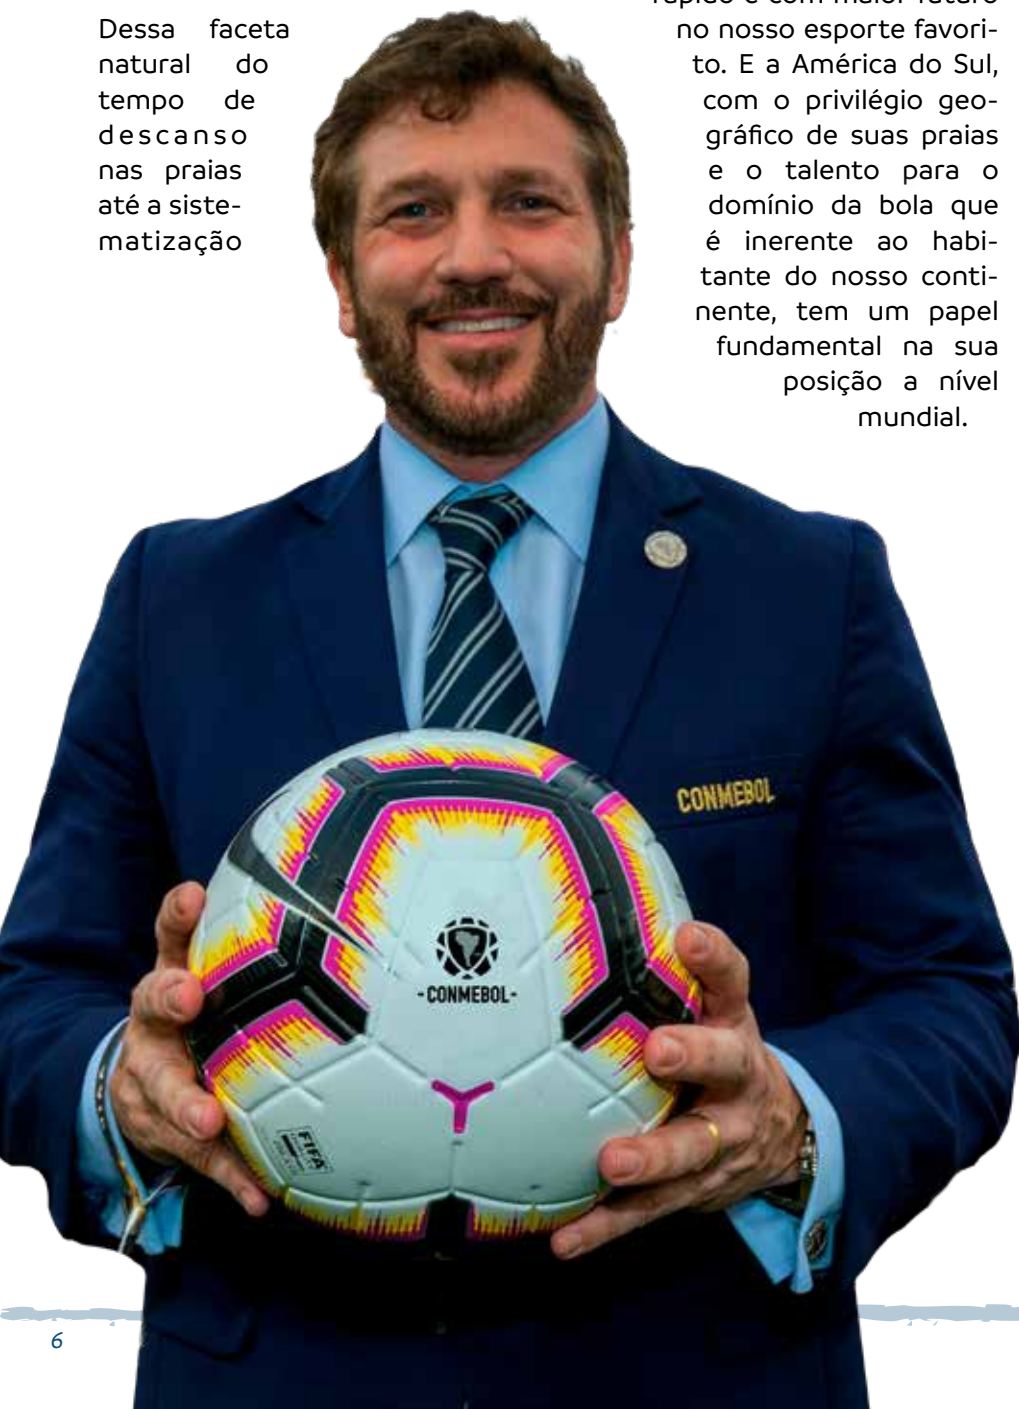 Dessa faceta
natural do
tempo de
descanso
nas praias
até a siste-
matização
no nosso esporte favori-
to. E a América do Sul,
com o privilégio geo-
gráfico de suas praias
e o talento para o
domínio da bola que
é inerente ao habi-
tante do nosso conti-
nente, tem um papel
fundamental na sua
posição a nível
mundial.
CONMEBOL
-CONMEBOL-
FIFA
6